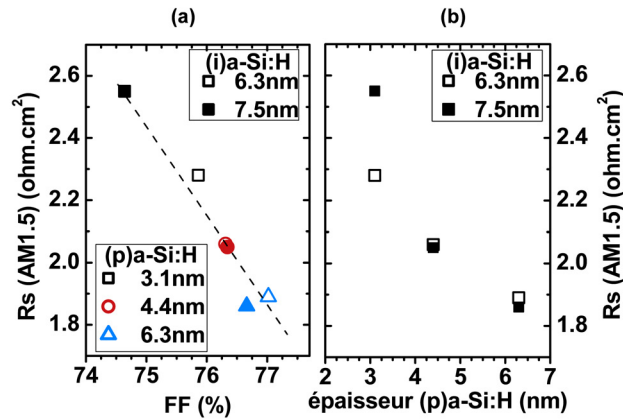 (a)
(b)
Rs (AM1.5) (ohm.cm²)
2.6
2.4
2.2
2.0
1.8
(i)a-Si:H
6.3nm
7.5nm
(p)a-Si:H
3.1nm
4.4nm
6.3nm
74 75 76 77
FF (%)
(i)a-Si:H
6.3nm
7.5nm
2 3 4 5 6 7
épaisseur (p)a-Si:H (nm)
2.6
2.4
2.2
2.0
1.8
Rs (AM1.5) (ohm.cm²)